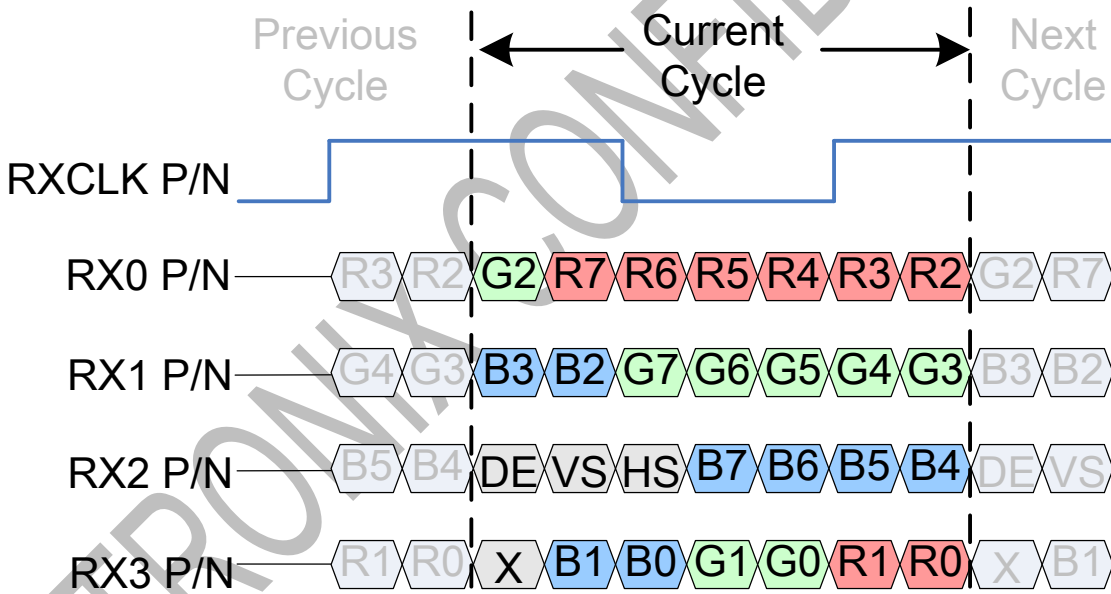 Previous Cycle
Current Cycle
Next Cycle
RXCLK P/N
RX0 P/N R3 R2 G2 R7 R6 R5 R4 R3 R2 G2 R7
RX1 P/N G4 G3 B3 B2 G7 G6 G5 G4 G3 B3 B2
RX2 P/N B5 B4 DE VS HS B7 B6 B5 B4 DE VS
RX3 P/N R1 R0 X B1 B0 G1 G0 R1 R0 X B1
TRONIX CONFI